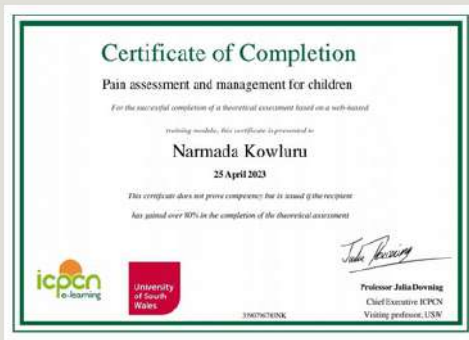 Certificate of Completion
Pain assessment and management for children
For the successful completion of a theoretical assessment based on a web-based
training module, this certificate is presented to
Narmada Kowluru
25 April 2023
This certificate does not prove competency but is issued if the recipient
has gained over 80% in the completion of the theoretical assessment
icpcn
e-learning
University
of South
Wales
Professor Julia Downing
Chief Executive ICPCN
Visiting professor, USW